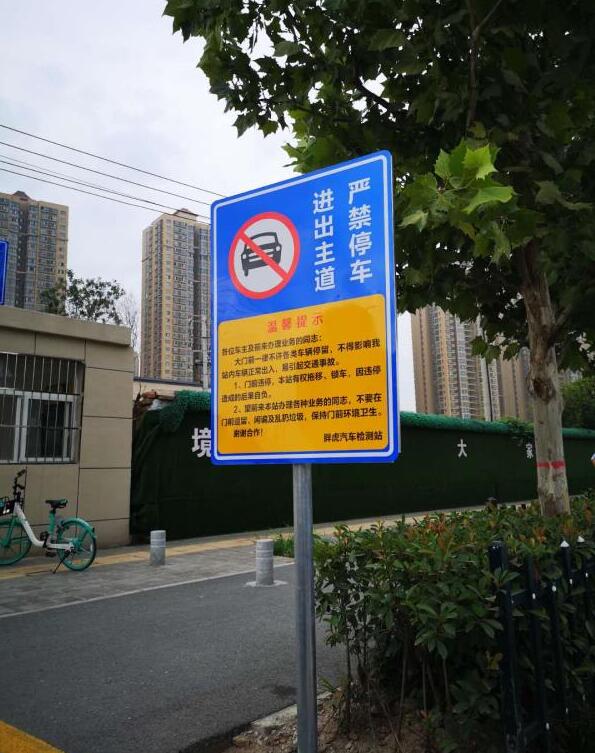 严禁停车
进出主道
温馨提示
各位车主及前来办理业务的同志：
大门前一律不许各类车辆停留，不得影响我
站内车辆正常出入，易引起交通事故。
1、门前违停，本站有权拖移、锁车，因违停
造成的后果自负。
2、望前来本站办理各种业务的同志，不要在
门前逗留、闲谝及乱扔垃圾，保持门前环境卫生。
谢谢合作！
胖虎汽车检测站
境
大 家